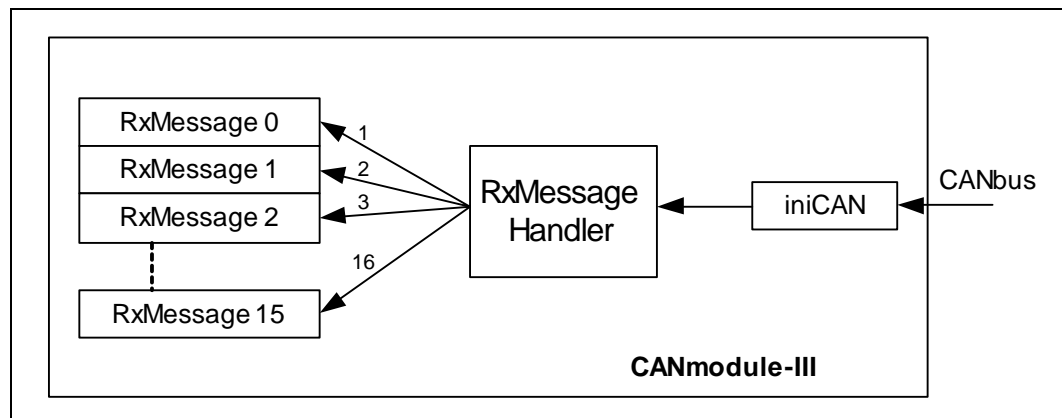 RxMessage 0
RxMessage 1
RxMessage 2
RxMessage 15
1
2
3
16
RxMessage
Handler
iniCAN
CANbus
CANmodule-III